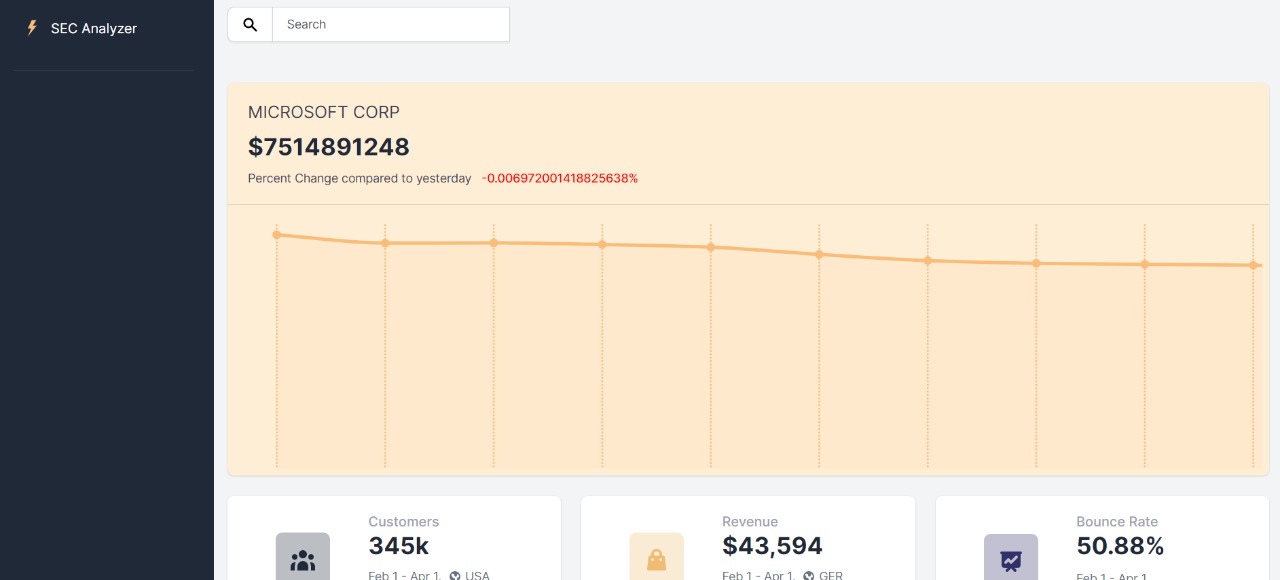 SEC Analyzer
Search
MICROSOFT CORP
$7514891248
Percent Change compared to yesterday -0.006972001418825638%
Customers
345k
Feb 1 - Apr 1, USA
Revenue
$43,594
Feb 1 - Apr 1, GER
Bounce Rate
50.88%
Feb 1 - Apr 1